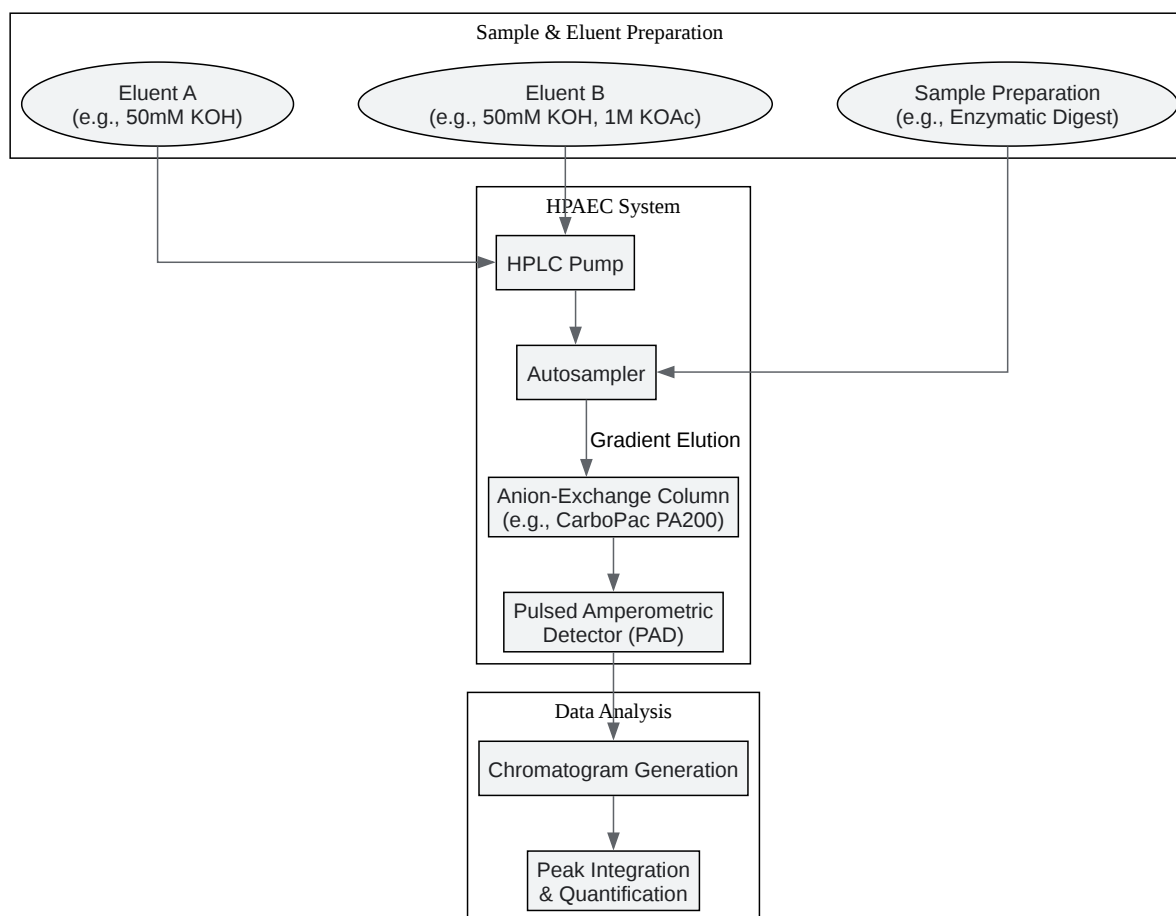 Sample & Eluent Preparation
Eluent A
(e.g., 50mM KOH)
Eluent B
(e.g., 50mM KOH, 1M KOAc)
Sample Preparation
(e.g., Enzymatic Digest)
HPAEC System
HPLC Pump
Autosampler
Gradient Elution
Anion-Exchange Column
(e.g., CarboPac PA200)
Pulsed Amperometric
Detector (PAD)
Data Analysis
Chromatogram Generation
Peak Integration
& Quantification